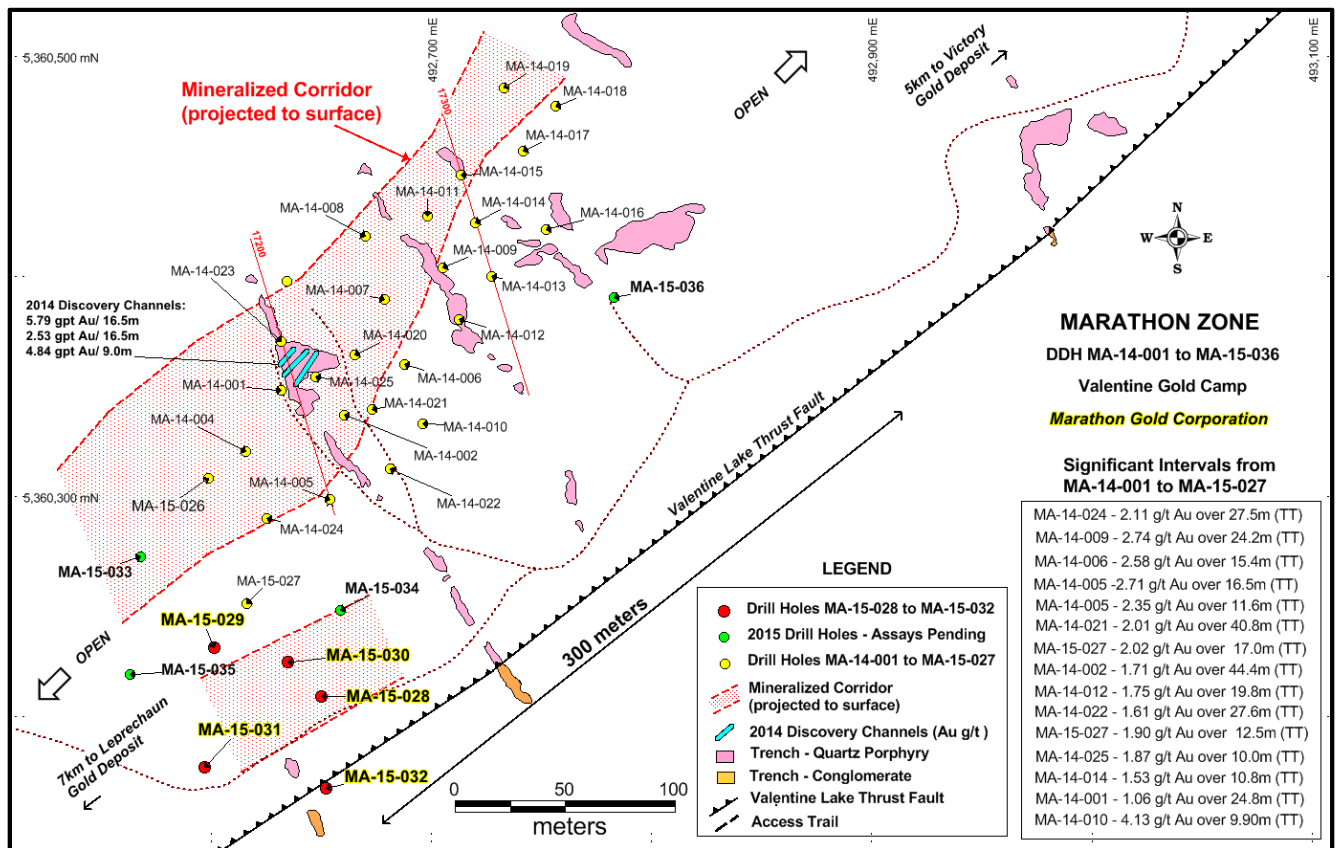 5,360,500 mN
492,700 mE
492,900 mE
493,100 mE
MA-14-019
MA-14-018
OPEN
5km to Victory
Gold Deposit
Mineralized Corridor
(projected to surface)
17300
MA-14-017
MA-14-015
MA-14-011
MA-14-014
MA-14-008
MA-14-016
17200
N
W
E
S
MA-14-009
MA-14-023
MA-14-007
MA-14-013
MA-15-036
2014 Discovery Channels:
5.79 gpt Au/ 16.5m
2.53 gpt Au/ 16.5m
4.84 gpt Au/ 9.0m
MA-14-020
MA-14-012
MA-14-006
MA-14-001
MA-14-025
MA-14-021
MA-14-010
MA-14-004
MA-14-002
MA-14-005
5,360,300 mN
MA-15-026
MA-14-022
MA-14-024
Valentine Lake Thrust Fault
MARATHON ZONE
DDH MA-14-001 to MA-15-036
Valentine Gold Camp
Marathon Gold Corporation
Significant Intervals from
MA-14-001 to MA-15-027
MA-14-024 - 2.11 g/t Au over 27.5m (TT)
MA-14-009 - 2.74 g/t Au over 24.2m (TT)
MA-14-006 - 2.58 g/t Au over 15.4m (TT)
MA-14-005 -2.71 g/t Au over 16.5m (TT)
MA-14-005 - 2.35 g/t Au over 11.6m (TT)
MA-14-021 - 2.01 g/t Au over 40.8m (TT)
MA-15-027 - 2.02 g/t Au over 17.0m (TT)
MA-14-002 - 1.71 g/t Au over 44.4m (TT)
MA-14-012 - 1.75 g/t Au over 19.8m (TT)
MA-14-022 - 1.61 g/t Au over 27.6m (TT)
MA-15-027 - 1.90 g/t Au over 12.5m (TT)
MA-14-025 - 1.87 g/t Au over 10.0m (TT)
MA-14-014 - 1.53 g/t Au over 10.8m (TT)
MA-14-001 - 1.06 g/t Au over 24.8m (TT)
MA-14-010 - 4.13 g/t Au over 9.90m (TT)
MA-15-033
MA-15-027
MA-15-034
MA-15-029
OPEN
MA-15-035
MA-15-030
MA-15-028
MA-15-031
7km to Leprechaun
Gold Deposit
MA-15-032
300 meters
0
50
100
meters
LEGEND
Drill Holes MA-15-028 to MA-15-032
2015 Drill Holes - Assays Pending
Drill Holes MA-14-001 to MA-15-027
Mineralized Corridor
(projected to surface)
2014 Discovery Channels (Au g/t )
Trench - Quartz Porphyry
Trench - Conglomerate
Valentine Lake Thrust Fault
Access Trail